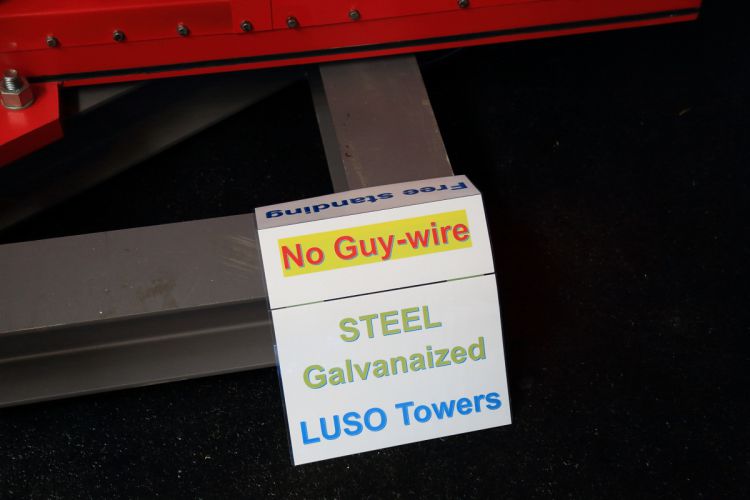 Free standing
No Guy-wire
STEEL
Galvanaized
LUSO Towers